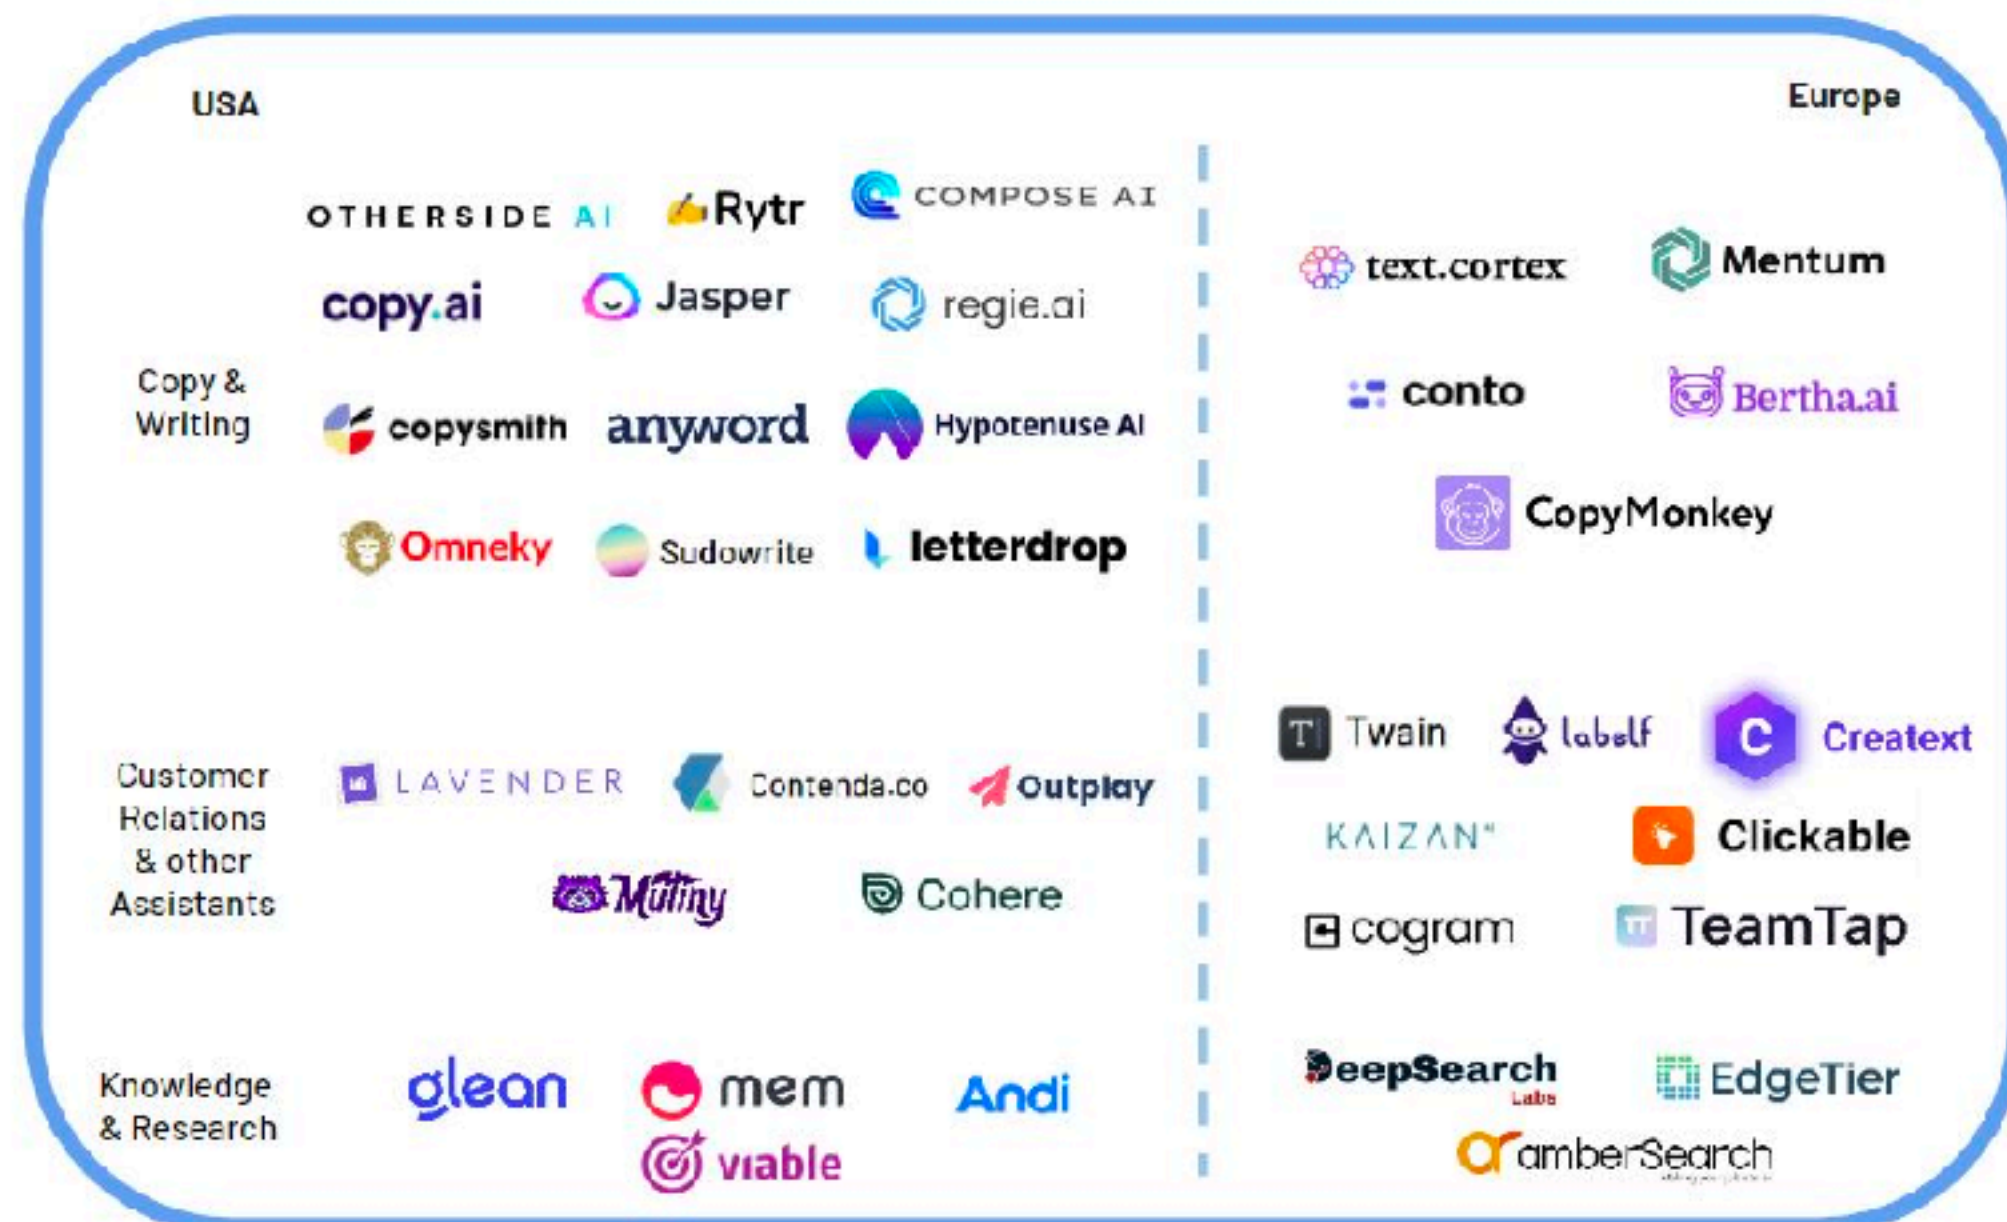 USA
Europe
OTHERSIDE AI
Rytr
COMPOSE AI
copy.ai
Jasper
regie.ai
Copy &
Writing
copysmith
anyword
Hypotenuse AI
Omneky
Sudowrite
letterdrop
text.cortex
Mentum
conto
Bertha.ai
CopyMonkey
Customer
Relations
& other
Assistants
LAVENDER
Contenda.co
Outplay
Mutiny
Cohere
T
Twain
labelf
C
Creatext
KAIZAN
Clickable
cogram
TT
TeamTap
Knowledge
& Research
glean
mem
Andi
viable
DeepSearch
Labs
EdgeTier
amberSearch